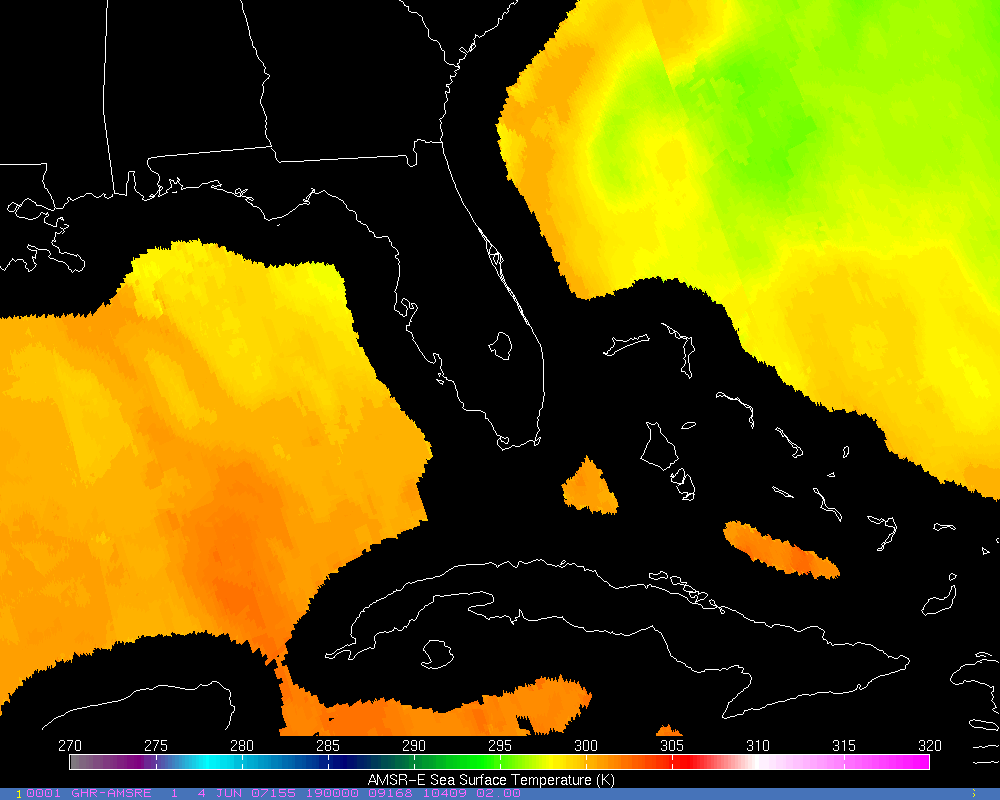 270 275 280 285 290 295 300 305 310 315 320
AMSR-E Sea Surface Temperature (K)
1 0001 GHR-AMSRE 1 4 JUN 07155 190000 09168 10409 02.00 3